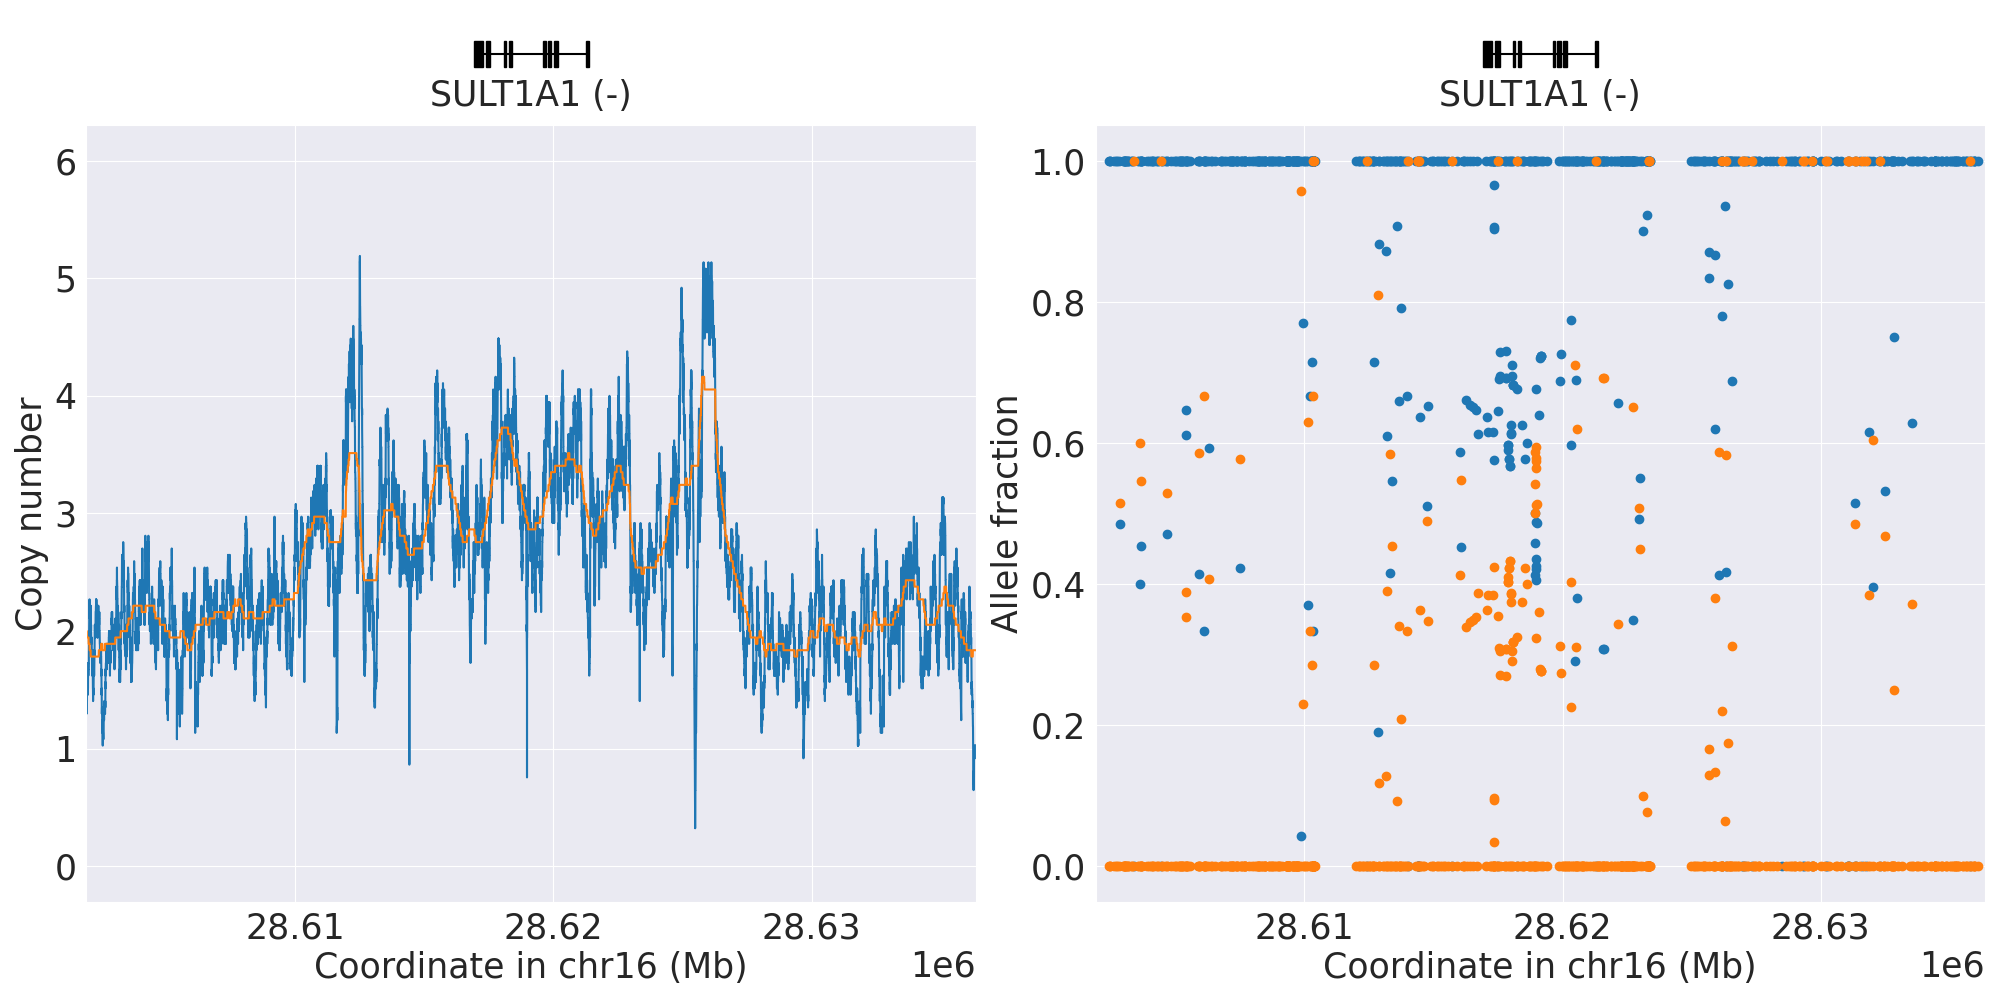 SULT1A1 (-)
6
5
4
3
2
1
0
Copy number
28.61
28.62
28.63
Coordinate in chr16 (Mb)
1e6
SULT1A1 (-)
1.0
0.8
0.6
0.4
0.2
0.0
Allele fraction
28.61
28.62
28.63
Coordinate in chr16 (Mb)
1e6